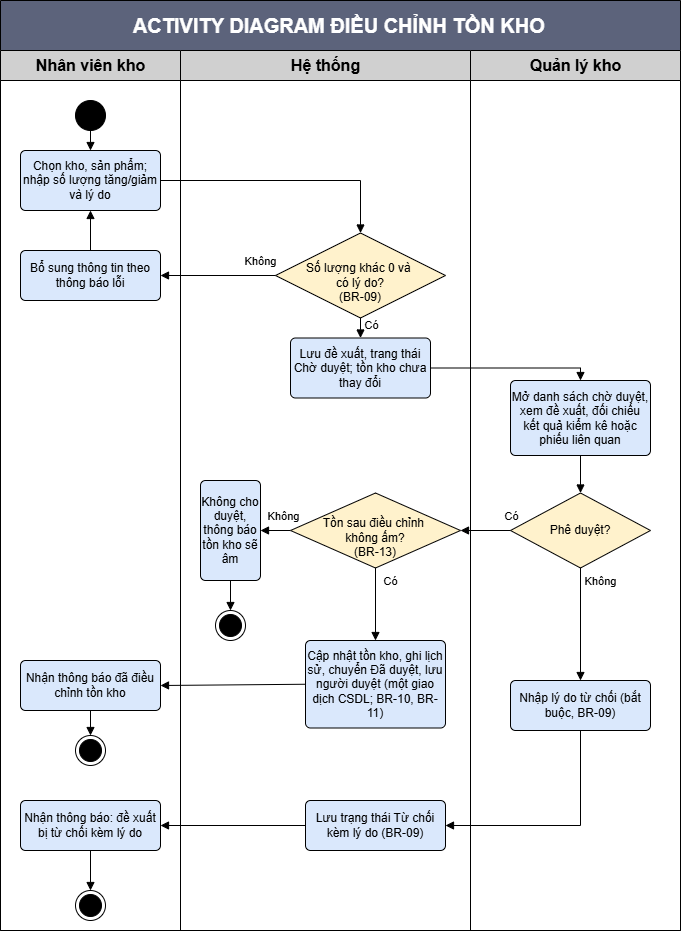 ACTIVITY DIAGRAM ĐIỀU CHỈNH TỒN KHO
Nhân viên kho
Hệ thống
Quản lý kho
Chọn kho, sản phẩm;
nhập số lượng tăng/giảm
và lý do
Bổ sung thông tin theo
thông báo lỗi
Không
Số lượng khác 0 và
có lý do?
(BR-09)
Có
Lưu đề xuất, trang thái
Chờ duyệt; tồn kho chưa
thay đổi
Mở danh sách chờ duyệt,
xem đề xuất, đối chiếu
kết quả kiểm kê hoặc
phiếu liên quan
Không cho
duyệt,
thông báo
tồn kho sẽ
âm
Không
Tồn sau điều chỉnh
không ấm?
(BR-13)
Có
Phê duyệt?
Có
Không
Nhận thông báo đã điều
chỉnh tồn kho
Cập nhật tồn kho, ghi lịch
sử, chuyển Đã duyệt, lưu
người duyệt (một giao
dịch CSDL; BR-10, BR-
11)
Nhập lý do từ chối (bắt
buộc, BR-09)
Nhận thông báo: đề xuất
bị từ chối kèm lý do
Lưu trạng thái Từ chối
kèm lý do (BR-09)